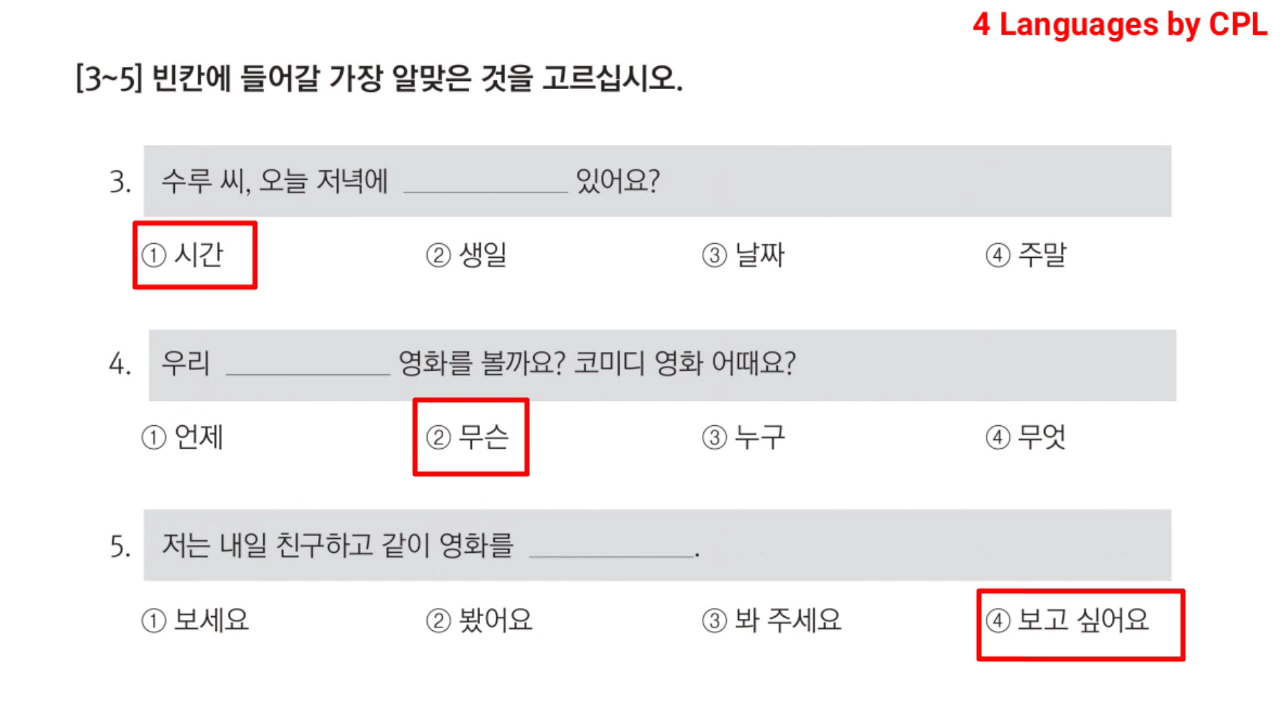 4 Languages by CPL
[3~5] 빈칸에 들어갈 가장 알맞은 것을 고르십시오.
3. 수루 씨, 오늘 저녁에 ____________ 있어요?
① 시간 ② 생일 ③ 날짜 ④ 주말
4. 우리 ____________ 영화를 볼까요? 코미디 영화 어때요?
① 언제 ② 무슨 ③ 누구 ④ 무엇
5. 저는 내일 친구하고 같이 영화를 ____________.
① 보세요 ② 봤어요 ③ 봐 주세요 ④ 보고 싶어요